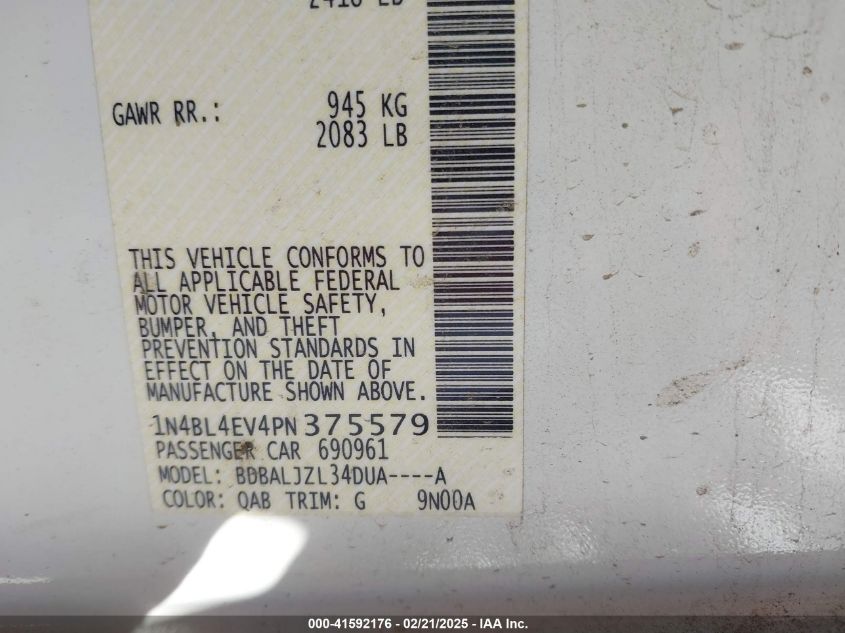 GAWR RR.: 945 KG
2083 LB
THIS VEHICLE CONFORMS TO
ALL APPLICABLE FEDERAL
MOTOR VEHICLE SAFETY,
BUMPER, AND THEFT
PREVENTION STANDARDS IN
EFFECT ON THE DATE OF
MANUFACTURE SHOWN ABOVE.
1N4BL4EV4PN375579
PASSENGER CAR 690961
MODEL: BDBALJZL34DUA----A
COLOR: QAB TRIM: G 9N00A
000-41592176 - 02/21/2025 - IAA Inc.